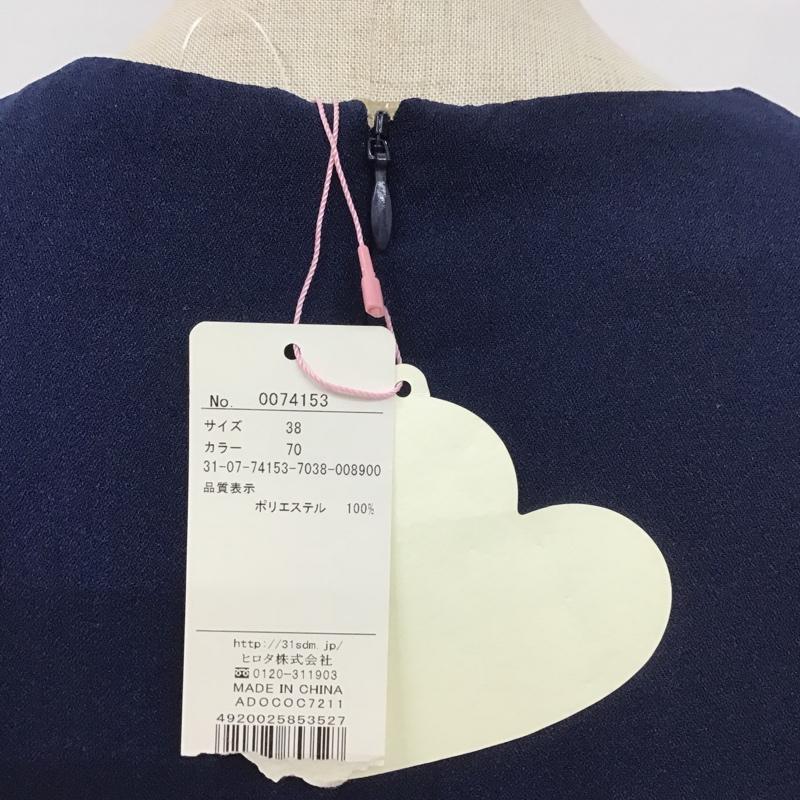 No. 0074153
サイズ 38
カラー 70
31-07-74153-7038-008900
品質表示
ポリエステル 100%
http://31sdm.jp/
ヒロタ株式会社
0120-311903
MADE IN CHINA
ADOCOC7211
4920025853527